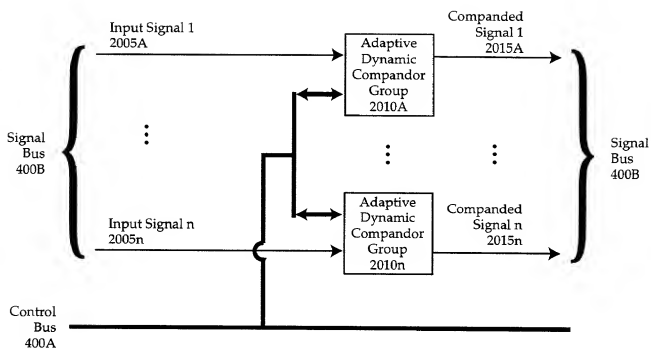 Input Signal 1
2005A
Adaptive
Dynamic
Compandor
Group
2010A
Companded
Signal 1
2015A
Signal
Bus
400B
Signal
Bus
400B
Input Signal n
2005n
Adaptive
Dynamic
Compandor
Group
2010n
Companded
Signal n
2015n
Control
Bus
400A